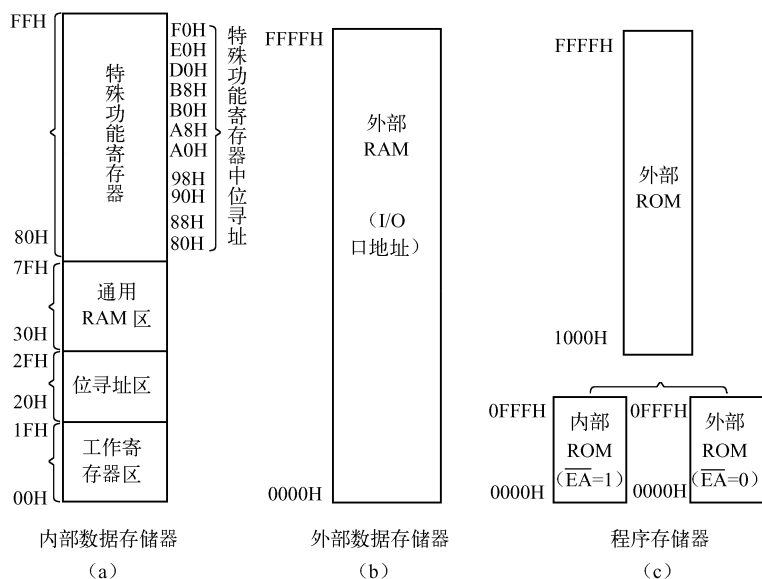 FFH
80H
7FH
30H
2FH
20H
1FH
00H
特殊功能寄存器
通用
RAM 区
位寻址区
工作寄
存器区
F0H
E0H
D0H
B8H
B0H
A8H
A0H
98H
90H
88H
80H
特殊功能寄存器中位寻址
内部数据存储器
（a）
FFFFH
0000H
外部
RAM
（I/O
口地址）
外部数据存储器
（b）
FFFFH
1000H
外部
ROM
0FFFH
0000H
内部
ROM
（E̅A̅=1）
0FFFH
0000H
外部
ROM
（E̅A̅=0）
程序存储器
（c）